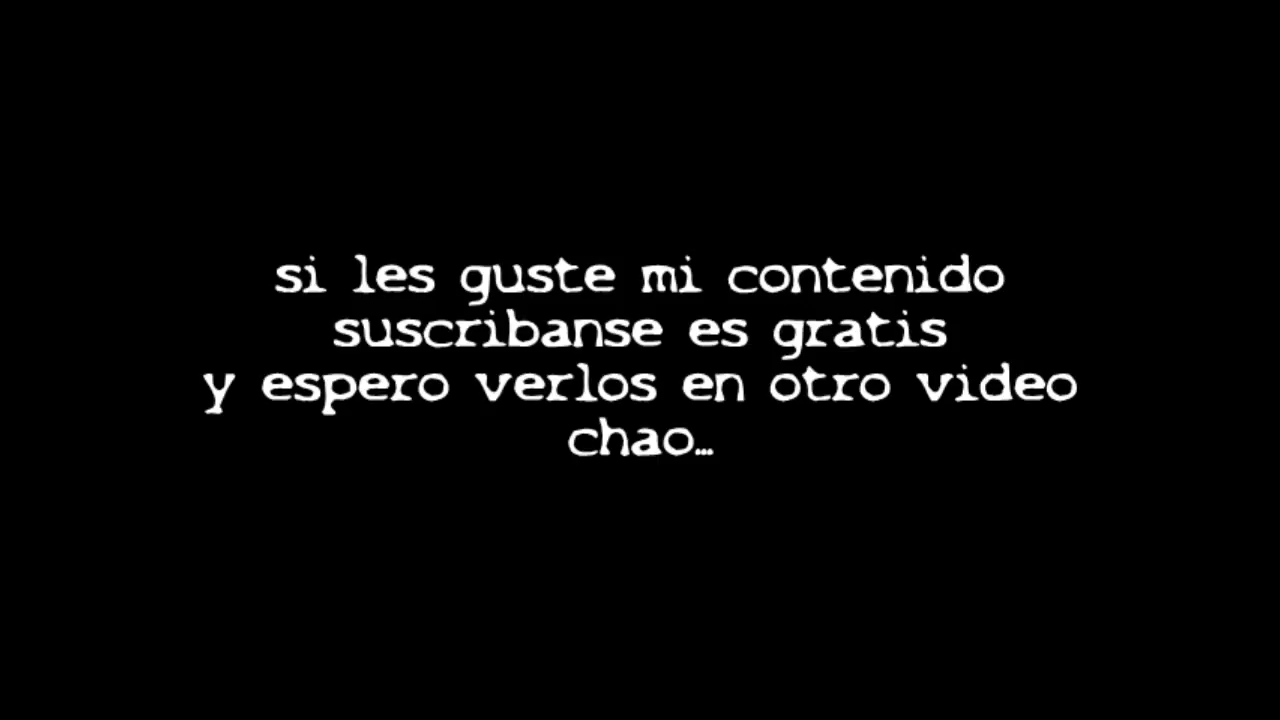 si les guste mi contenido
suscribanse es gratis
y espero verlos en otro video
chao...